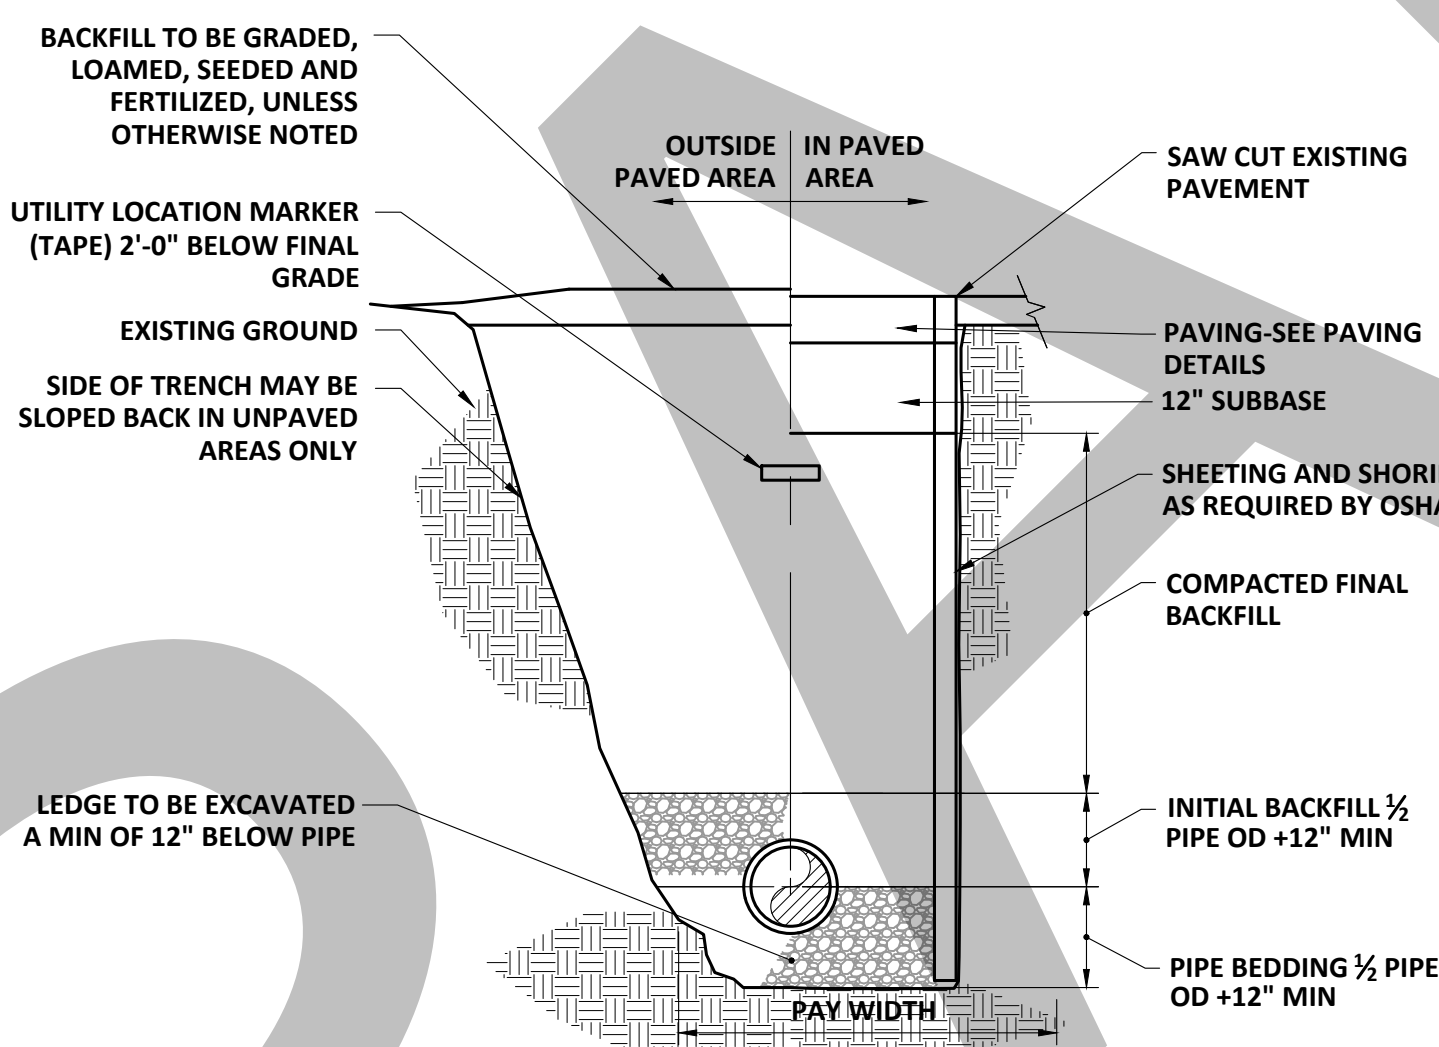 BACKFILL TO BE GRADED,
LOAMED, SEEDED AND
FERTILIZED, UNLESS
OTHERWISE NOTED
OUTSIDE
PAVED AREA
IN PAVED
AREA
SAW CUT EXISTING
PAVEMENT
UTILITY LOCATION MARKER
(TAPE) 2'-0" BELOW FINAL
GRADE
EXISTING GROUND
SIDE OF TRENCH MAY BE
SLOPED BACK IN UNPAVED
AREAS ONLY
PAVING-SEE PAVING
DETAILS
12" SUBBASE
SHEETING AND SHORI
AS REQUIRED BY OSHA
COMPACTED FINAL
BACKFILL
LEDGE TO BE EXCAVATED
A MIN OF 12" BELOW PIPE
INITIAL BACKFILL ½
PIPE OD +12" MIN
PIPE BEDDING ½ PIPE
OD +12" MIN
PAY WIDTH